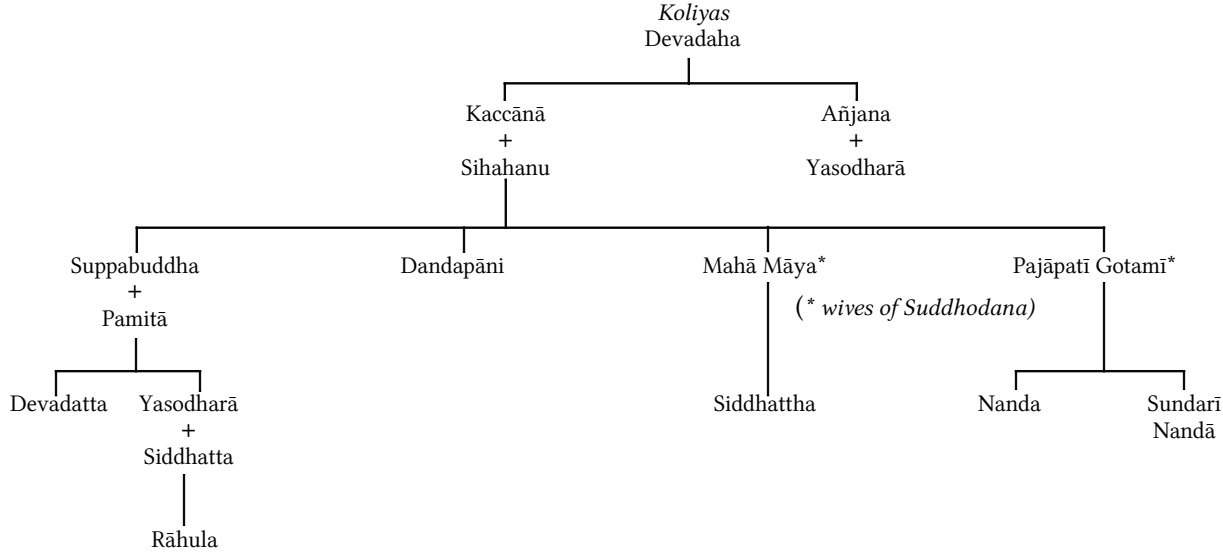 Koliyas
Devadaha
Kaccānā
Añjana
+
+
Sihahanu
Yasodharā
Suppabuddha
Dandapāni
Mahā Māya*
Pajāpatī Gotamī*
+
(* wives of Suddhodana)
Pamitā
Devadatta
Yasodharā
Siddhattha
Nanda
Sundarī
+
Nandā
Siddhatta
Rāhula